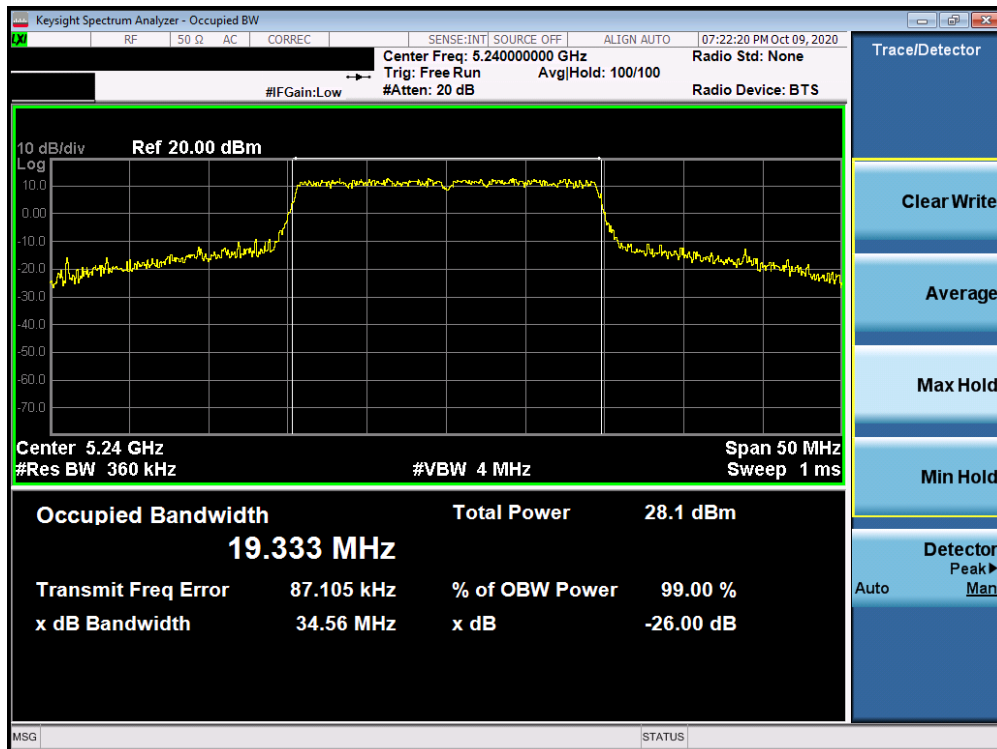 Keysight Spectrum Analyzer - Occupied BW
LXI RF 50 Ω AC CORREC SENSE:INT SOURCE OFF ALIGN AUTO 07:22:20 PM Oct 09, 2020
Center Freq: 5.240000000 GHz Radio Std: None
Trig: Free Run Avg|Hold: 100/100
#IFGain:Low #Atten: 20 dB Radio Device: BTS
Trace/Detector
10 dB/div Ref 20.00 dBm
Log
10.0
0.00
-10.0
-20.0
-30.0
-40.0
-50.0
-60.0
-70.0
Center 5.24 GHz Span 50 MHz
#Res BW 360 kHz #VBW 4 MHz Sweep 1 ms
Occupied Bandwidth Total Power 28.1 dBm
19.333 MHz
Transmit Freq Error 87.105 kHz % of OBW Power 99.00 %
x dB Bandwidth 34.56 MHz x dB -26.00 dB
Clear Write
Average
Max Hold
Min Hold
Detector
Peak▶
Auto Man
MSG STATUS